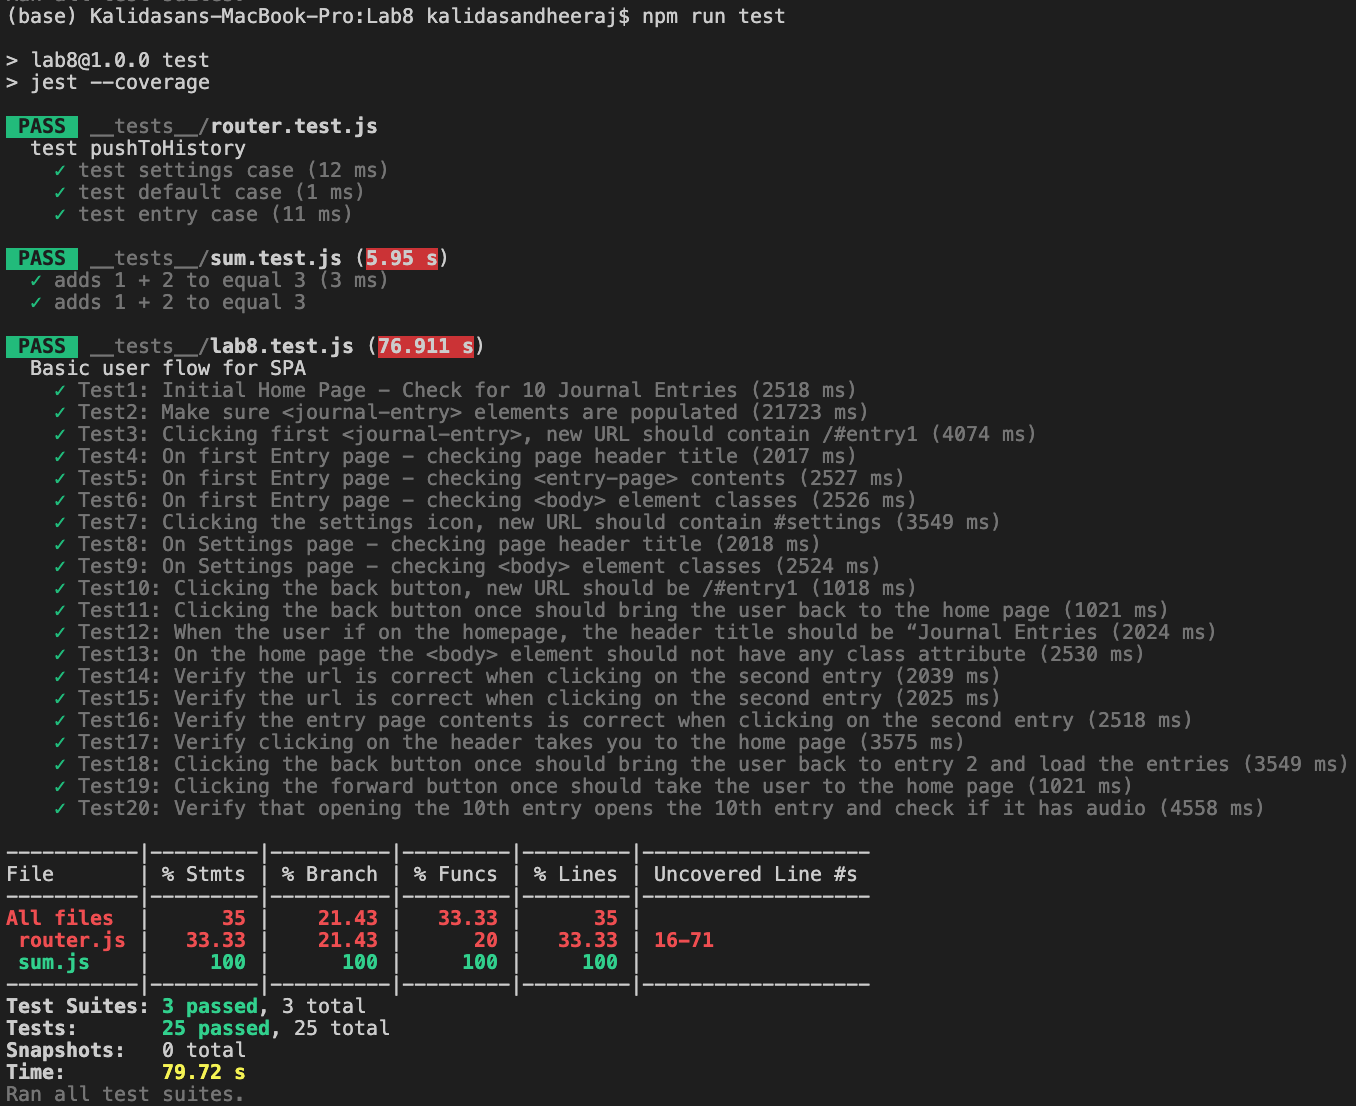 (base) Kalidasans-MacBook-Pro:Lab8 kalidasandheeraj$ npm run test
> lab8@1.0.0 test
> jest --coverage
PASS __tests__/router.test.js
test pushToHistory
✓ test settings case (12 ms)
✓ test default case (1 ms)
✓ test entry case (11 ms)
PASS __tests__/sum.test.js (5.95 s)
✓ adds 1 + 2 to equal 3 (3 ms)
✓ adds 1 + 2 to equal 3
PASS __tests__/lab8.test.js (76.911 s)
Basic user flow for SPA
✓ Test1: Initial Home Page - Check for 10 Journal Entries (2518 ms)
✓ Test2: Make sure <journal-entry> elements are populated (21723 ms)
✓ Test3: Clicking first <journal-entry>, new URL should contain /#entry1 (4074 ms)
✓ Test4: On first Entry page - checking page header title (2017 ms)
✓ Test5: On first Entry page - checking <entry-page> contents (2527 ms)
✓ Test6: On first Entry page - checking <body> element classes (2526 ms)
✓ Test7: Clicking the settings icon, new URL should contain #settings (3549 ms)
✓ Test8: On Settings page - checking page header title (2018 ms)
✓ Test9: On Settings page - checking <body> element classes (2524 ms)
✓ Test10: Clicking the back button, new URL should be /#entry1 (1018 ms)
✓ Test11: Clicking the back button once should bring the user back to the home page (1021 ms)
✓ Test12: When the user if on the homepage, the header title should be “Journal Entries (2024 ms)
✓ Test13: On the home page the <body> element should not have any class attribute (2530 ms)
✓ Test14: Verify the url is correct when clicking on the second entry (2039 ms)
✓ Test15: Verify the url is correct when clicking on the second entry (2025 ms)
✓ Test16: Verify the entry page contents is correct when clicking on the second entry (2518 ms)
✓ Test17: Verify clicking on the header takes you to the home page (3575 ms)
✓ Test18: Clicking the back button once should bring the user back to entry 2 and load the entries (3549 ms)
✓ Test19: Clicking the forward button once should take the user to the home page (1021 ms)
✓ Test20: Verify that opening the 10th entry opens the 10th entry and check if it has audio (4558 ms)
-----------|---------|----------|---------|---------|-------------------
File | % Stmts | % Branch | % Funcs | % Lines | Uncovered Line #s
-----------|---------|----------|---------|---------|-------------------
All files | 35 | 21.43 | 33.33 | 35 |
router.js | 33.33 | 21.43 | 20 | 33.33 | 16-71
sum.js | 100 | 100 | 100 | 100 |
-----------|---------|----------|---------|---------|-------------------
Test Suites: 3 passed, 3 total
Tests: 25 passed, 25 total
Snapshots: 0 total
Time: 79.72 s
Ran all test suites.